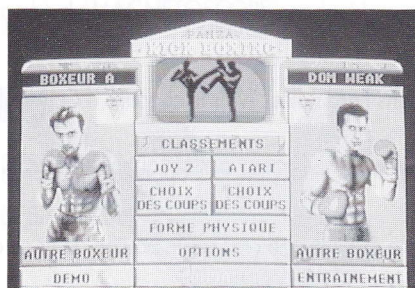 PANZA
KICK BOXING
BOXEUR A
DOM WEAK
CLASSEMENTS
JOY 2
ATARI
CHOIX
DES COUPS
CHOIX
DES COUPS
FORME PHYSIQUE
AUTRE BOXEUR
OPTIONS
AUTRE BOXEUR
DEMO
ENTRAINEMENT